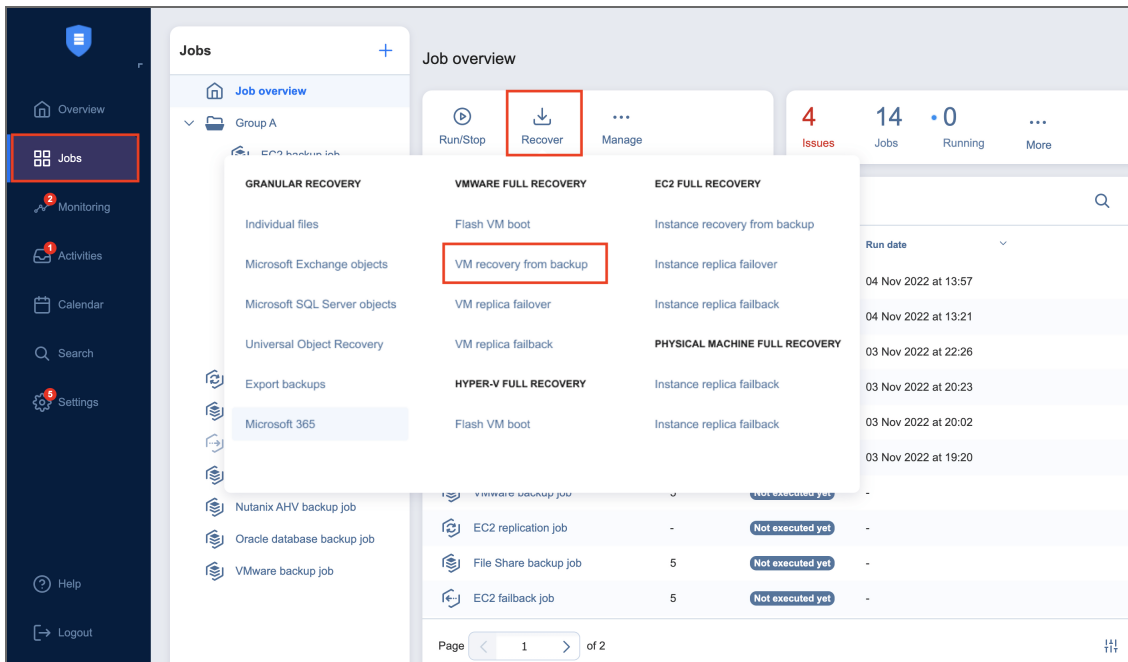 Overview
Jobs
2
Monitoring
1
Activities
Calendar
Search
5
Settings
Help
Logout
Jobs
Job overview
Group A
EC2 backup job
Nutanix AHV backup job
Oracle database backup job
VMware backup job
Job overview
Run/Stop
Recover
Manage
4
Issues
14
Jobs
0
Running
More
GRANULAR RECOVERY
Individual files
Microsoft Exchange objects
Microsoft SQL Server objects
Universal Object Recovery
Export backups
Microsoft 365
VMWARE FULL RECOVERY
Flash VM boot
VM recovery from backup
VM replica failover
VM replica failback
HYPER-V FULL RECOVERY
Flash VM boot
EC2 FULL RECOVERY
Instance recovery from backup
Instance replica failover
Instance replica failback
PHYSICAL MACHINE FULL RECOVERY
Instance replica failback
Instance replica failback
Run date
04 Nov 2022 at 13:57
04 Nov 2022 at 13:21
03 Nov 2022 at 22:26
03 Nov 2022 at 20:23
03 Nov 2022 at 20:02
03 Nov 2022 at 19:20
VMware backup job 5 Not executed yet -
EC2 replication job - Not executed yet -
File Share backup job 5 Not executed yet -
EC2 failback job 5 Not executed yet -
Page 1 of 2